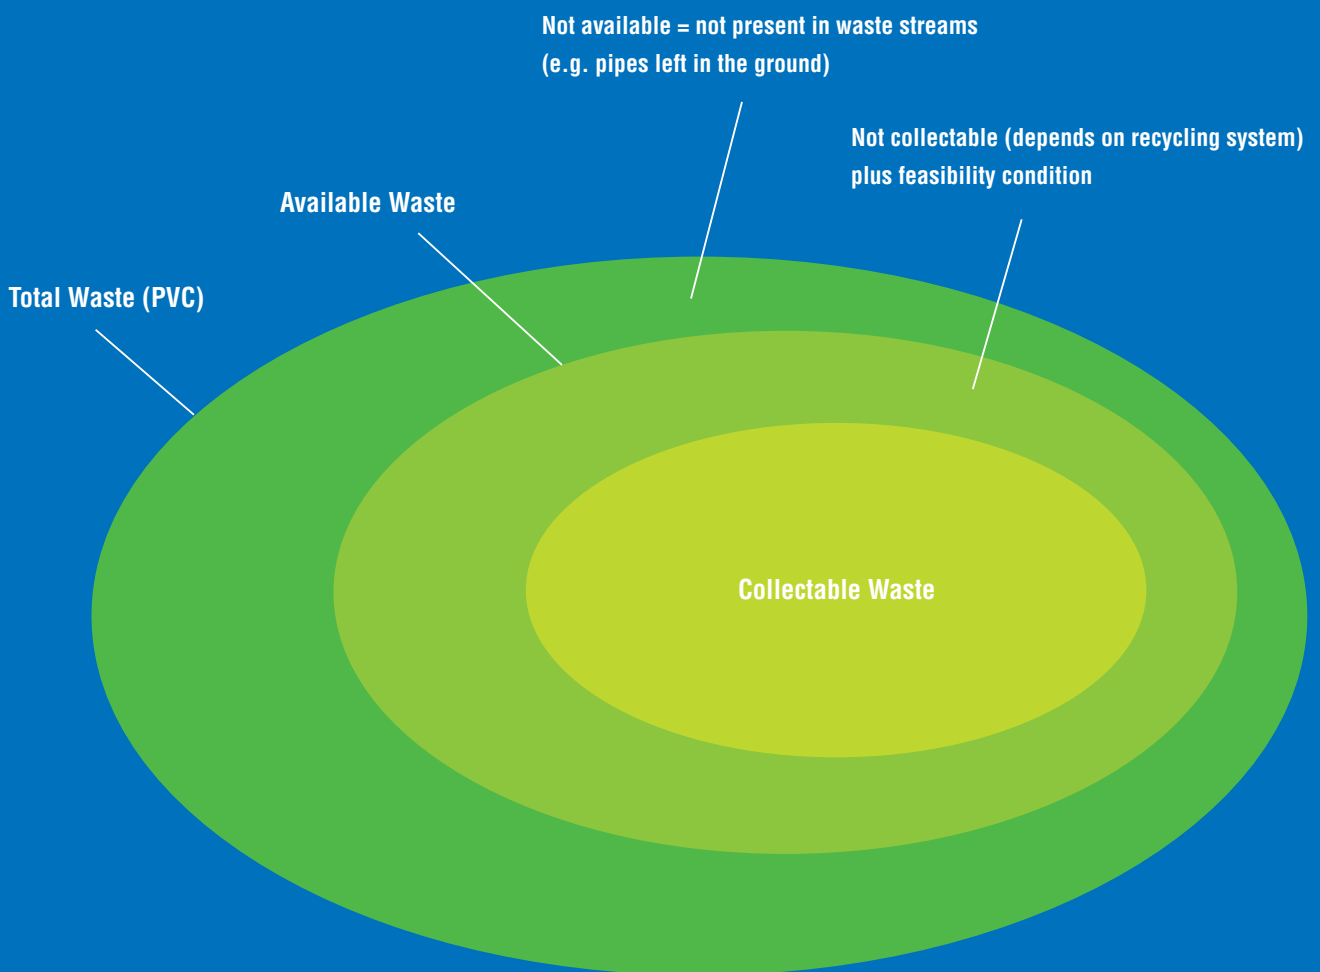 Not available = not present in waste streams
(e.g. pipes left in the ground)
Not collectable (depends on recycling system)
plus feasibility condition
Available Waste
Total Waste (PVC)
Collectable Waste